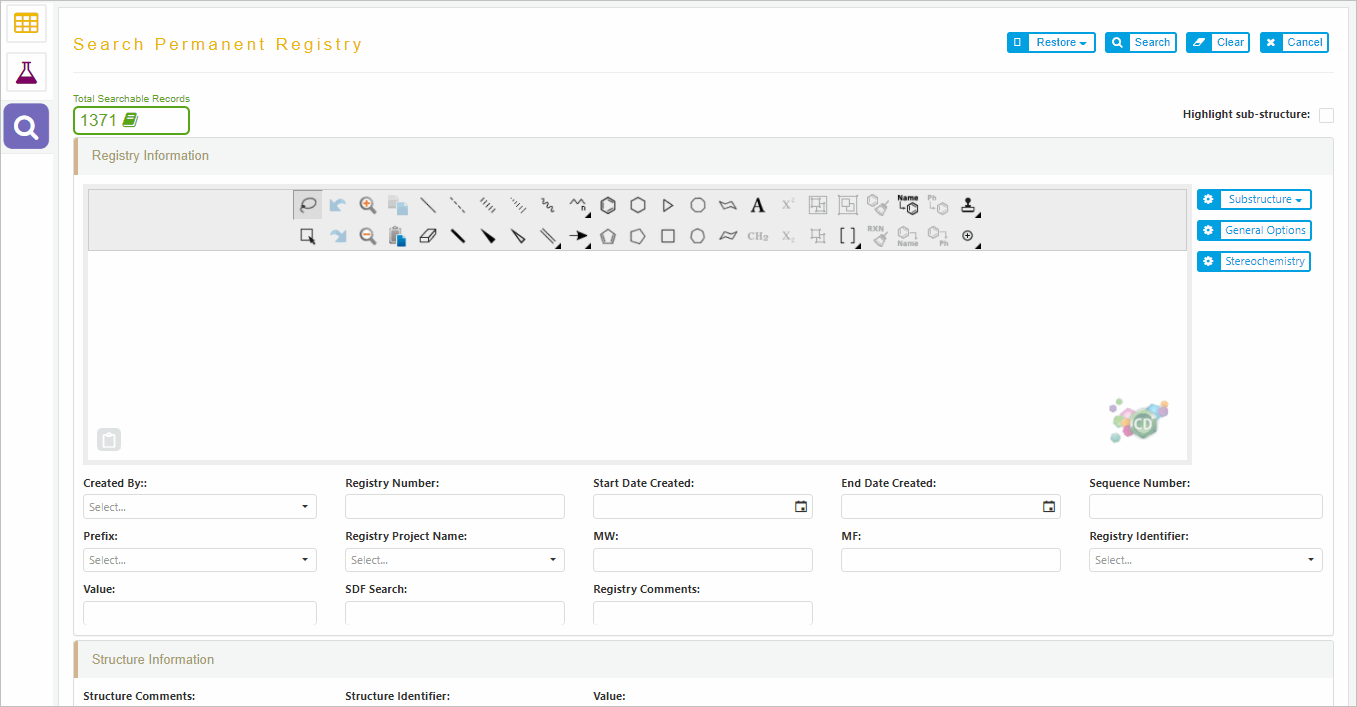 Search Permanent Registry
Restore Search Clear Cancel
Total Searchable Records
1371
Highlight sub-structure:
Registry Information
n A X² Name Ph
CH₂ X₂ [ ] RXN Name Ph
Substructure
General Options
Stereochemistry
CD
Created By:: Registry Number: Start Date Created: End Date Created: Sequence Number:
Select...
Prefix: Registry Project Name: MW: MF: Registry Identifier:
Select... Select... Select...
Value: SDF Search: Registry Comments:
Structure Information
Structure Comments: Structure Identifier: Value: